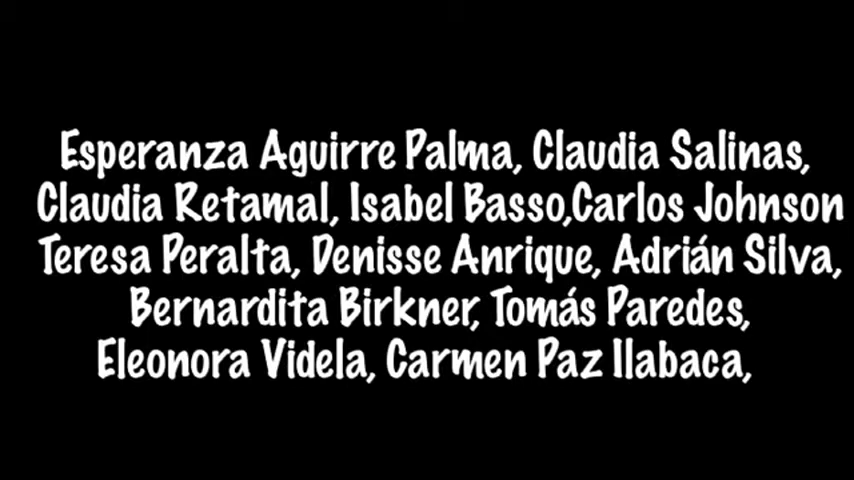 Esperanza Aguirre Palma, Claudia Salinas,
Claudia Retamal, Isabel Basso,Carlos Johnson
Teresa Peralta, Denisse Anrique, Adrián Silva,
Bernardita Birkner, Tomás Paredes,
Eleonora Videla, Carmen Paz Ilabaca,